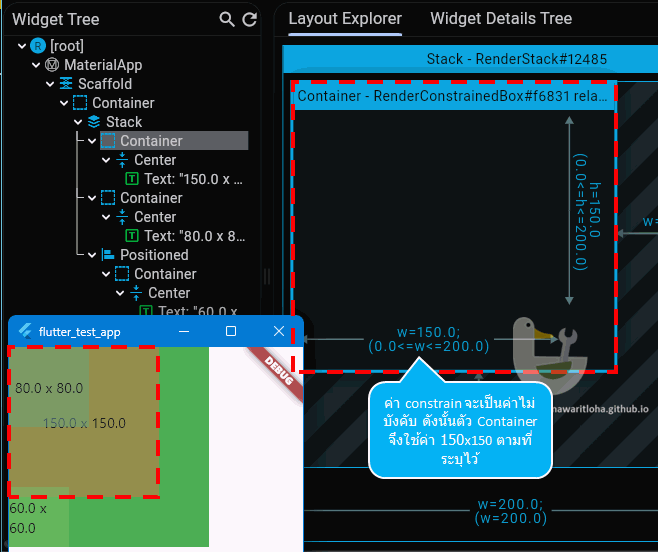 Widget Tree
Layout Explorer
Widget Details Tree
[root]
MaterialApp
Scaffold
Container
Stack
Container
Center
Text: "150.0 x ...
Container
Center
Text: "80.0 x 8...
Positioned
Container
Center
Text: "60.0 x
Stack - RenderStack#12485
Container - RenderConstrainedBox#f6831 rela...
h=150.0
(0.0<=h<=200.0)
w=
w=150.0;
(0.0<=w<=200.0)
nawaritloha.github.io
ค่า constrain จะเป็นค่าไม่
บังคับ ดังนั้นตัว Container
จึงใช้ค่า 150x150 ตามที่
ระบุไว้
w=200.0;
(w=200.0)
flutter_test_app
DEBUG
80.0 x 80.0
150.0 x 150.0
60.0 x
60.0